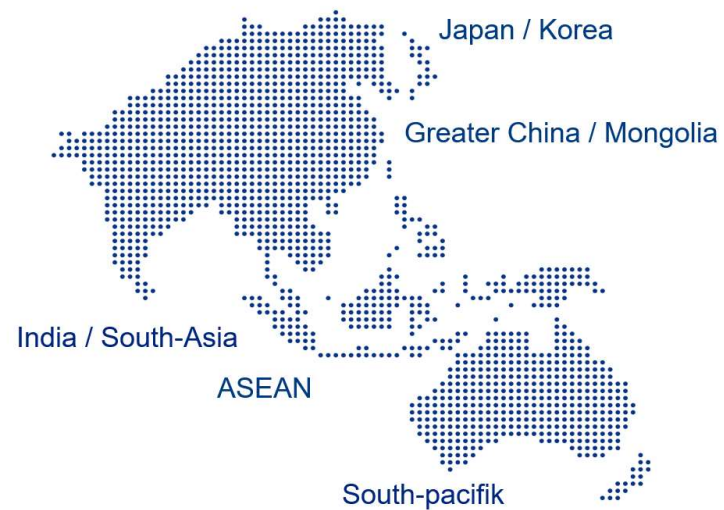 Japan / Korea
Greater China / Mongolia
India / South-Asia
ASEAN
South-pacifik